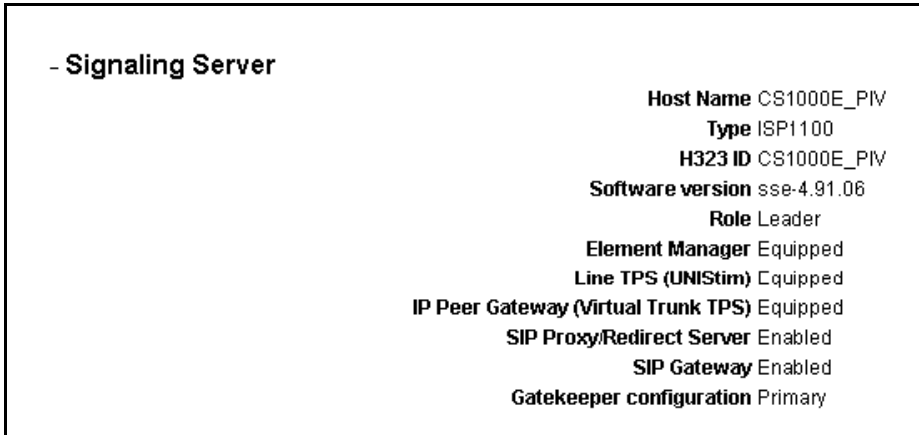 - Signaling Server
Host Name CS1000E_PIV
Type ISP1100
H323 ID CS1000E_PIV
Software version sse-4.91.06
Role Leader
Element Manager Equipped
Line TPS (UNIStim) Equipped
IP Peer Gateway (Virtual Trunk TPS) Equipped
SIP Proxy/Redirect Server Enabled
SIP Gateway Enabled
Gatekeeper configuration Primary